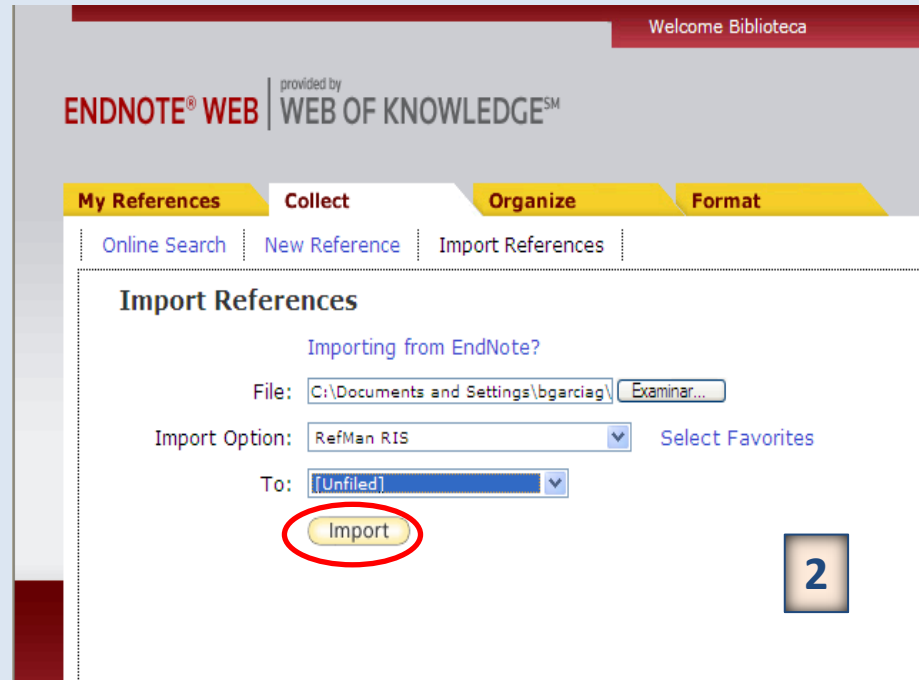 Welcome Biblioteca
ENDNOTE® WEB
provided by
WEB OF KNOWLEDGE℠
My References Collect Organize Format
Online Search New Reference Import References
Import References
Importing from EndNote?
File: C:\Documents and Settings\bgarciag\ Examinar...
Import Option: RefMan RIS Select Favorites
To: [Unfiled]
Import
2